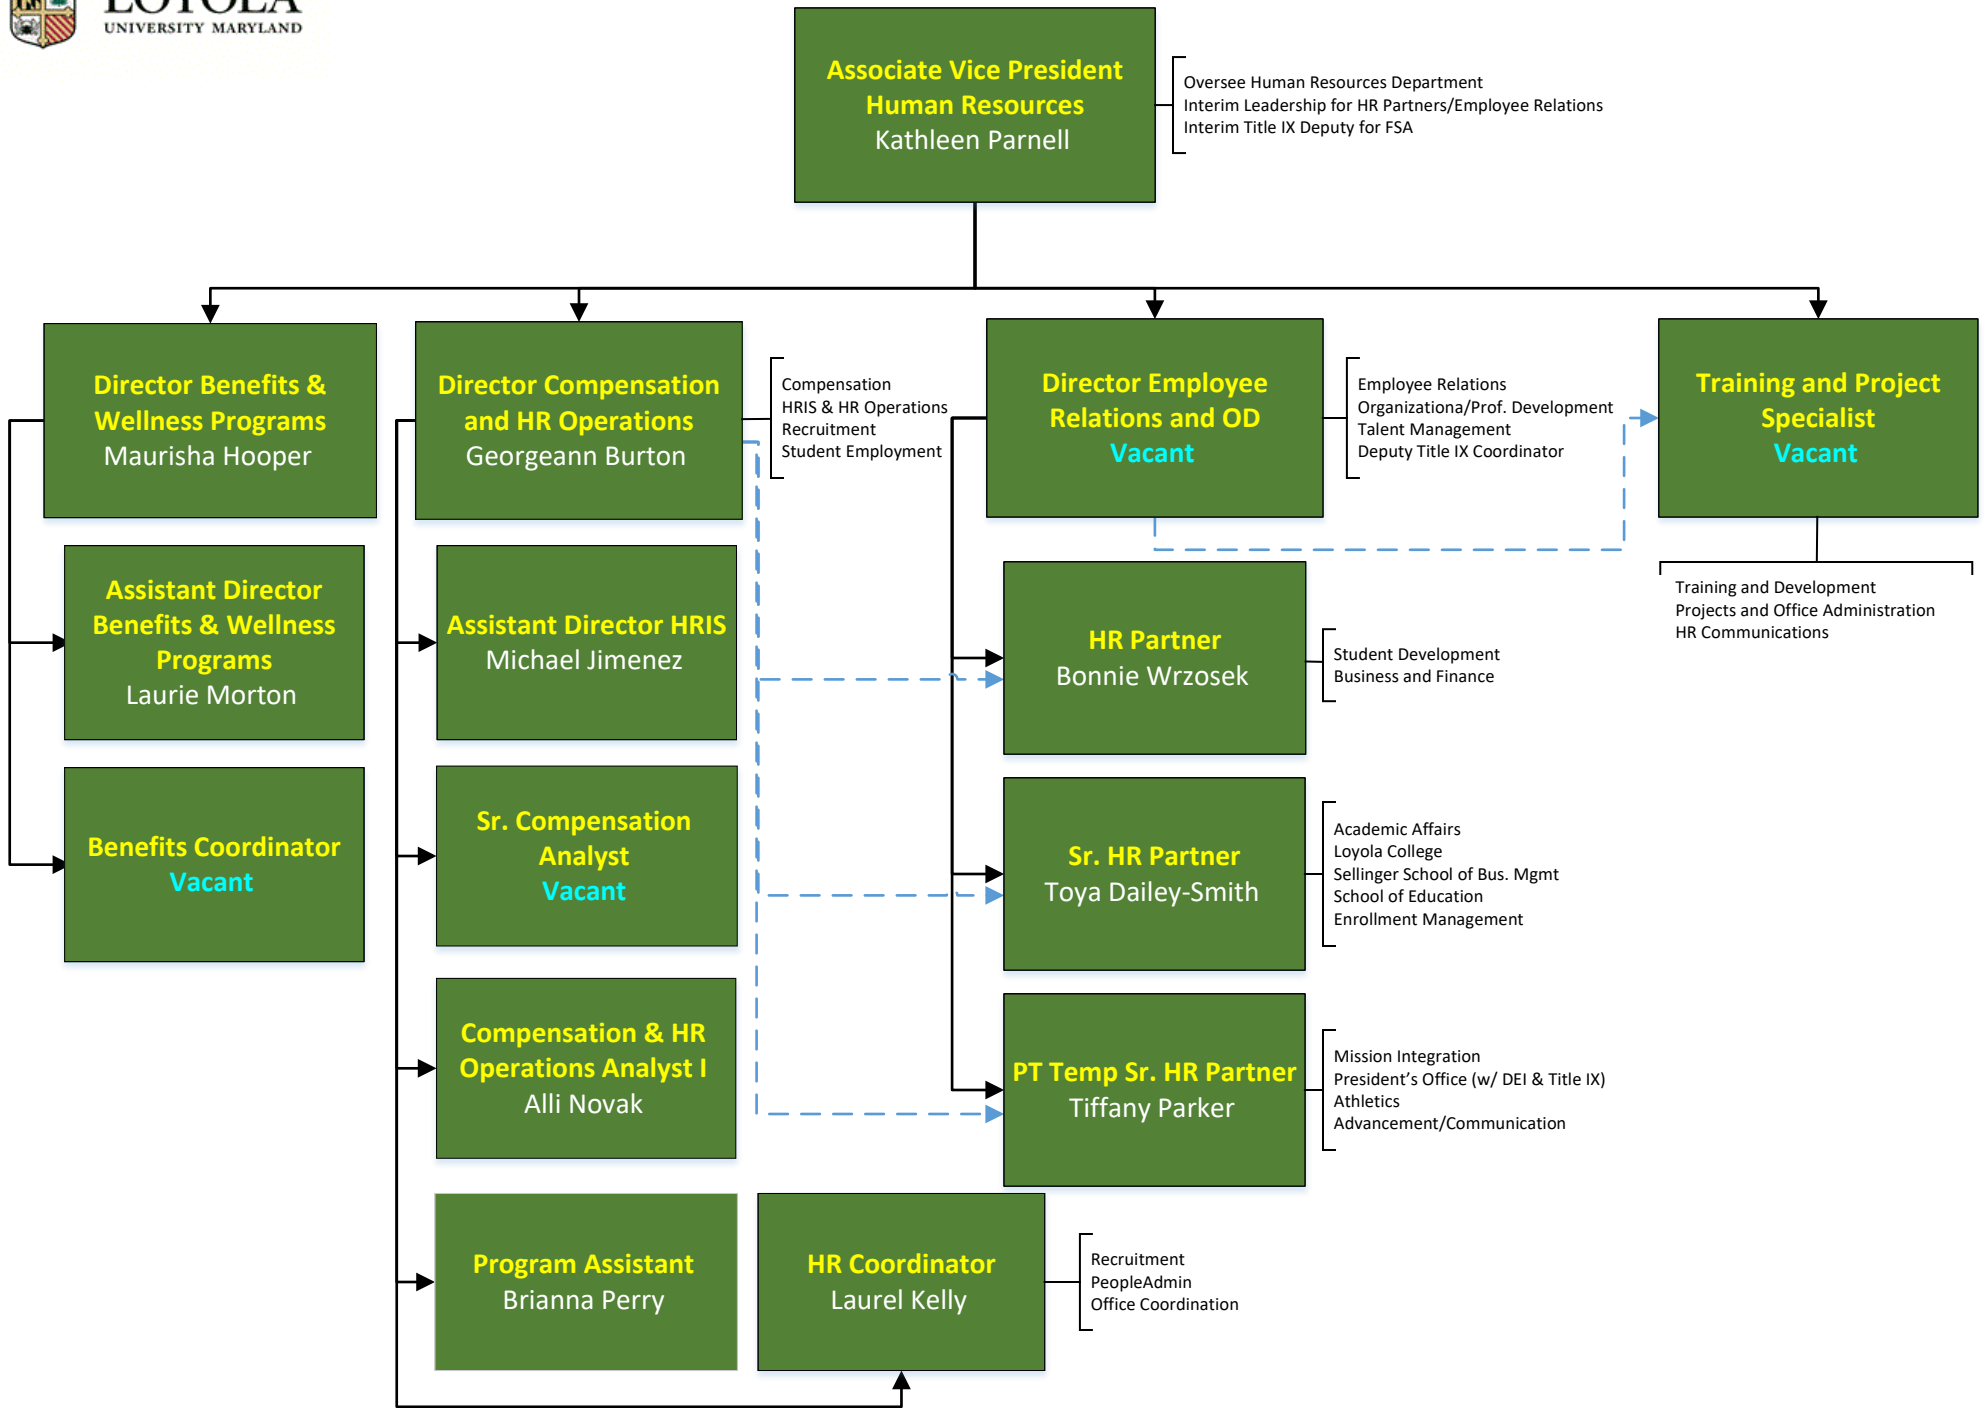 LOYOLA
UNIVERSITY MARYLAND
Associate Vice President
Human Resources
Kathleen Parnell
Oversee Human Resources Department
Interim Leadership for HR Partners/Employee Relations
Interim Title IX Deputy for FSA
Director Benefits &
Wellness Programs
Maurisha Hooper
Director Compensation
and HR Operations
Georgeann Burton
Compensation
HRIS & HR Operations
Recruitment
Student Employment
Director Employee
Relations and OD
Vacant
Employee Relations
Organizationa/Prof. Development
Talent Management
Deputy Title IX Coordinator
Training and Project
Specialist
Vacant
Training and Development
Projects and Office Administration
HR Communications
Assistant Director
Benefits & Wellness
Programs
Laurie Morton
Assistant Director HRIS
Michael Jimenez
HR Partner
Bonnie Wrzosek
Student Development
Business and Finance
Benefits Coordinator
Vacant
Sr. Compensation
Analyst
Vacant
Sr. HR Partner
Toya Dailey-Smith
Academic Affairs
Loyola College
Sellinger School of Bus. Mgmt
School of Education
Enrollment Management
Compensation & HR
Operations Analyst I
Alli Novak
PT Temp Sr. HR Partner
Tiffany Parker
Mission Integration
President's Office (w/ DEI & Title IX)
Athletics
Advancement/Communication
Program Assistant
Brianna Perry
HR Coordinator
Laurel Kelly
Recruitment
PeopleAdmin
Office Coordination